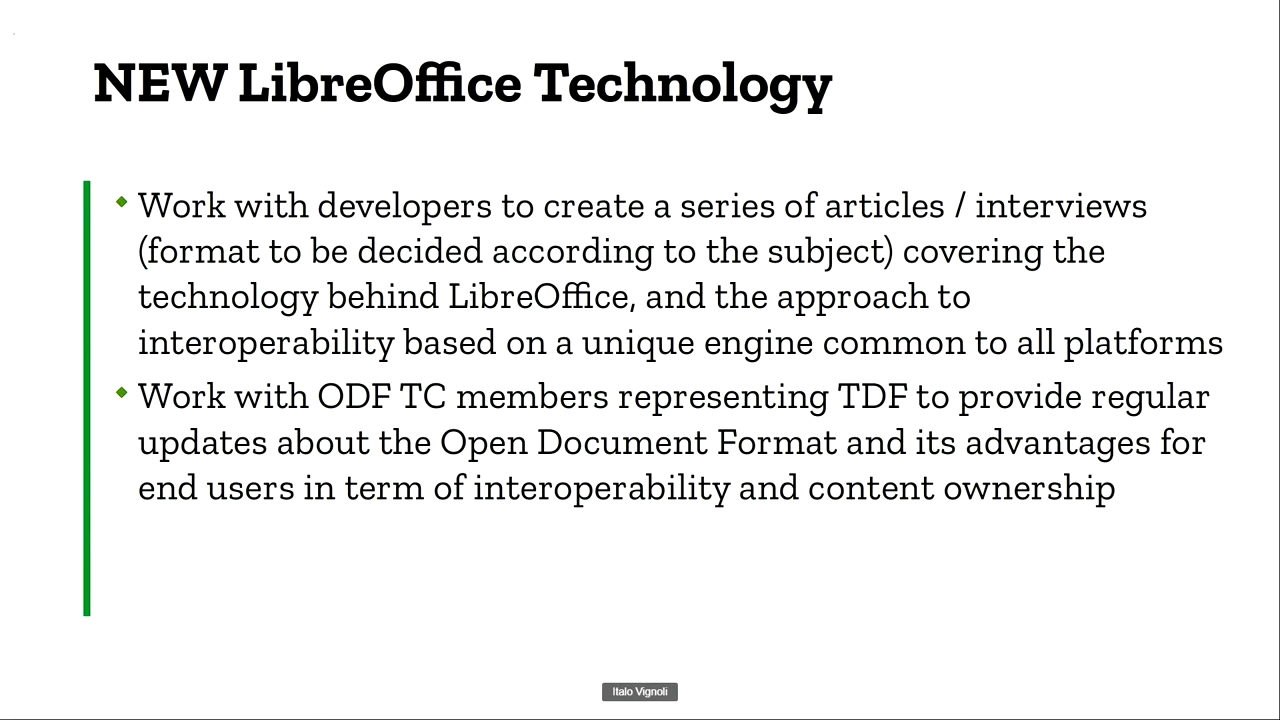 NEW LibreOffice Technology
Work with developers to create a series of articles / interviews
(format to be decided according to the subject) covering the
technology behind LibreOffice, and the approach to
interoperability based on a unique engine common to all platforms
Work with ODF TC members representing TDF to provide regular
updates about the Open Document Format and its advantages for
end users in term of interoperability and content ownership
Italo Vignoli